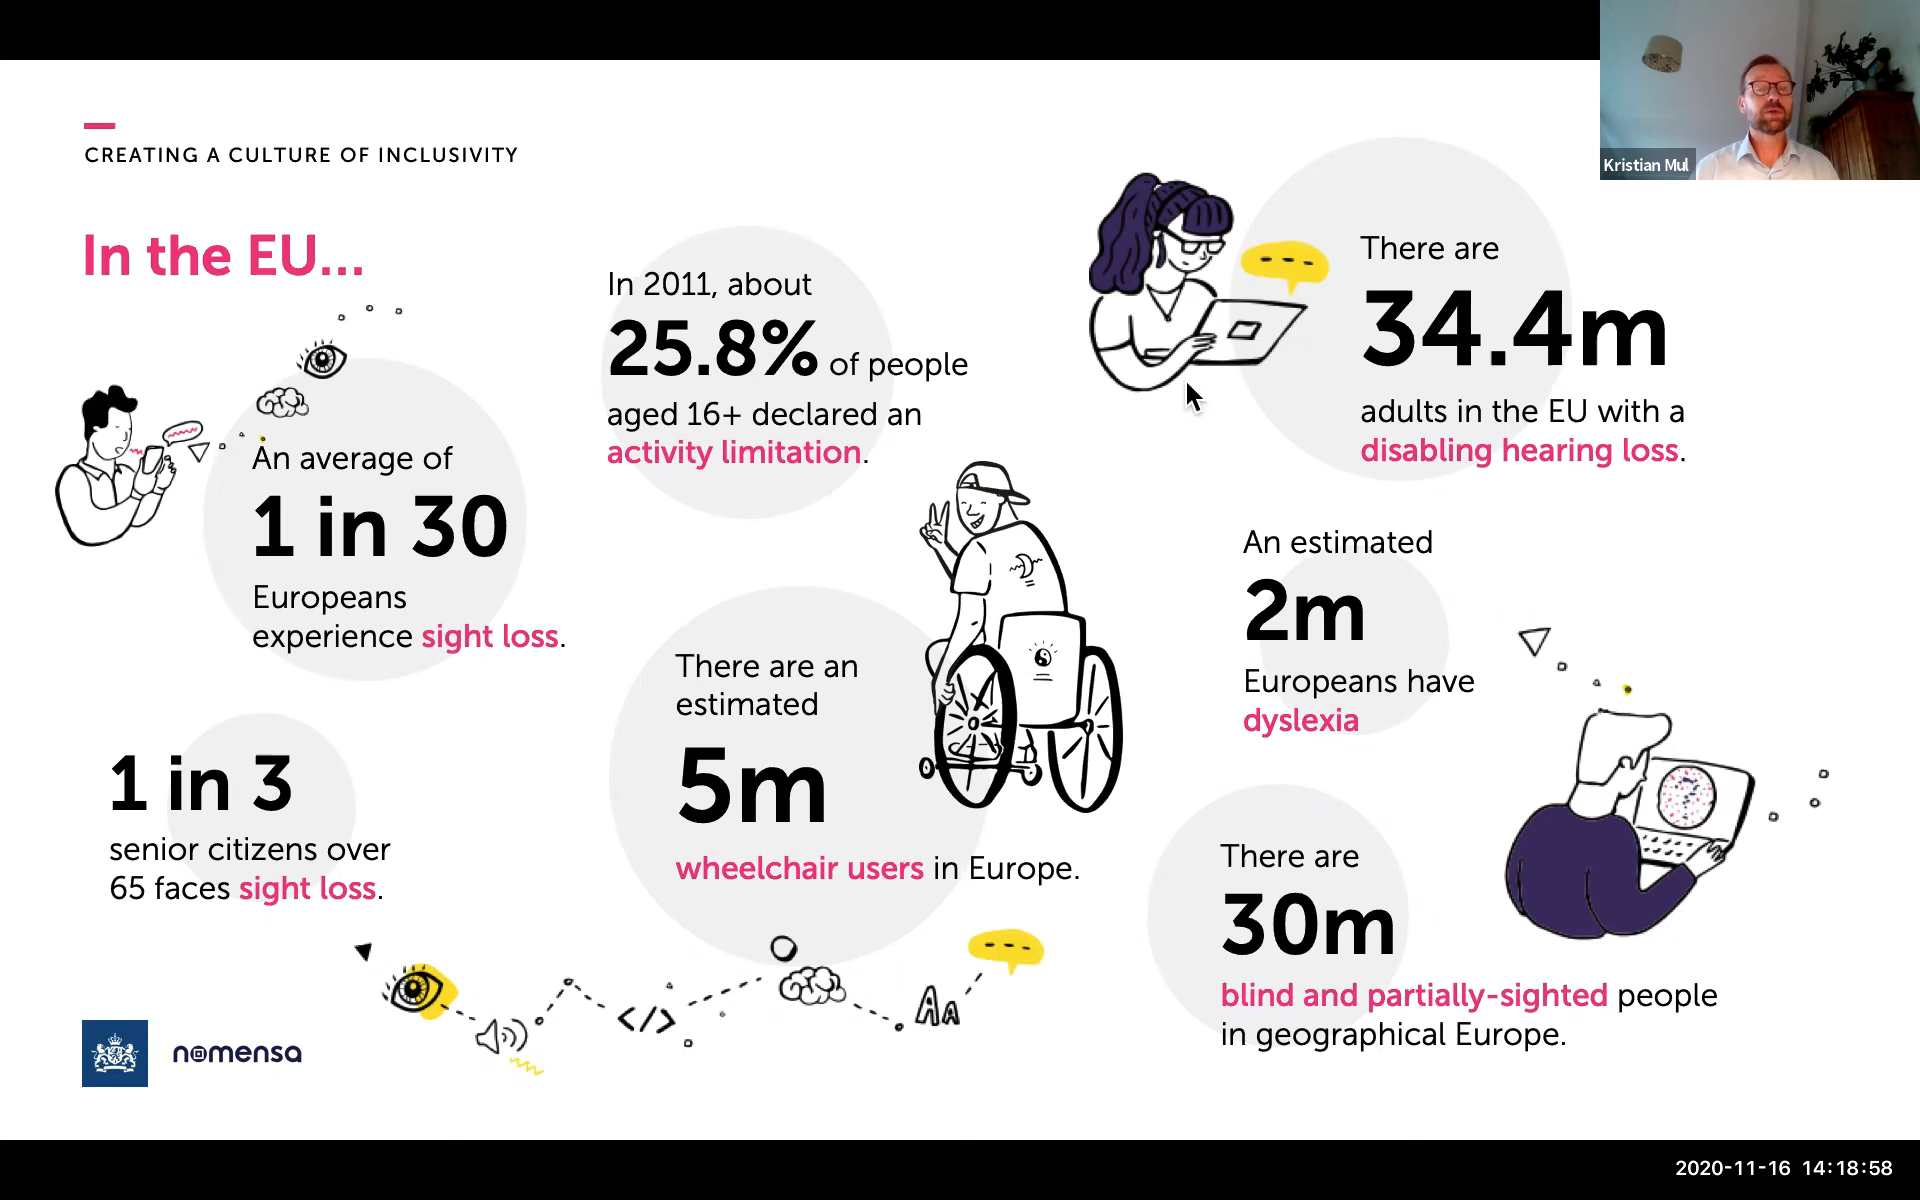 CREATING A CULTURE OF INCLUSIVITY
In the EU...
An average of
1 in 30
Europeans
experience sight loss.
1 in 3
senior citizens over
65 faces sight loss.
In 2011, about
25.8% of people
aged 16+ declared an
activity limitation.
There are an
estimated
5m
wheelchair users in Europe.
There are
34.4m
adults in the EU with a
disabling hearing loss.
An estimated
2m
Europeans have
dyslexia
There are
30m
blind and partially-sighted people
in geographical Europe.
</>
Aa
nomensa
Kristian Mul
2020-11-16 14:18:58